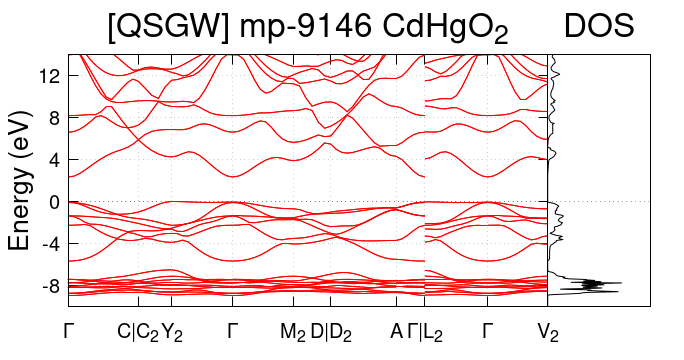 [QSGW] mp-9146 CdHgO2 DOS
Energy (eV)
12
8
4
0
-4
-8
Γ C|C2 Y2 Γ M2 D|D2 A Γ|L2 Γ V2